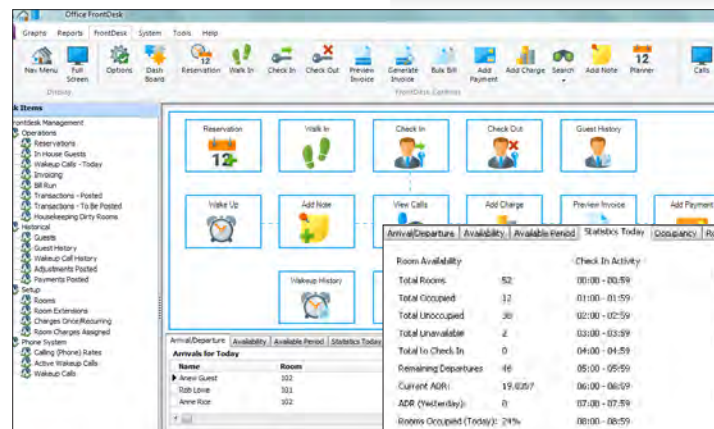 Office FrontDesk
Graphs Reports FrontDesk System Tools Help
Nav Menu Full Screen Options Dash Board Reservation Walk In Check In Check Out Preview Invoice Generate Invoice Bulk Bill Add Payment Add Charge Search Add Note 12 Planner Calls
Display FrontDesk Controls
k Items
rontdesk Management
Operations
Reservations
In House Guests
Wakeup Calls - Today
Invoicing
Bill Run
Transactions - Posted
Transactions - To Be Posted
Housekeeping Dirty Rooms
Historical
Guests
Guest History
Wakeup Call History
Adjustments Posted
Payments Posted
Setup
Rooms
Room Extensions
Charges Once/Recurring
Room Charges Assigned
Phone System
Calling (Phone) Rates
Active Wakeup Calls
Wakeup Calls
Reservation Walk In Check In Check Out Guest History
12
Wake Up Add Note View Calls Add Charge Preview Invoice Add Payment
Wakeup History
Arrival/Departure Availability Available Period Statistics Today
Arrivals for Today
Name Room
Anew Guest 102
Rob Lowe 101
Anne Rice 102
Arrival/Departure Availability Available Period Statistics Today Occupancy Ro
Room Availability Check In Activity
Total Rooms 52 00:00 - 00:59
Total Occupied 12 01:00 - 01:59
Total Unoccupied 38 02:00 - 02:59
Total Unavailable 2 03:00 - 03:59
Total to Check In 0 04:00 - 04:59
Remaining Departures 46 05:00 - 05:59
Current ADR: 06:00 - 06:59
ADR (Yesterday): 0 07:00 - 07:59
Rooms Occupied (Today): 24% 08:00 - 08:59